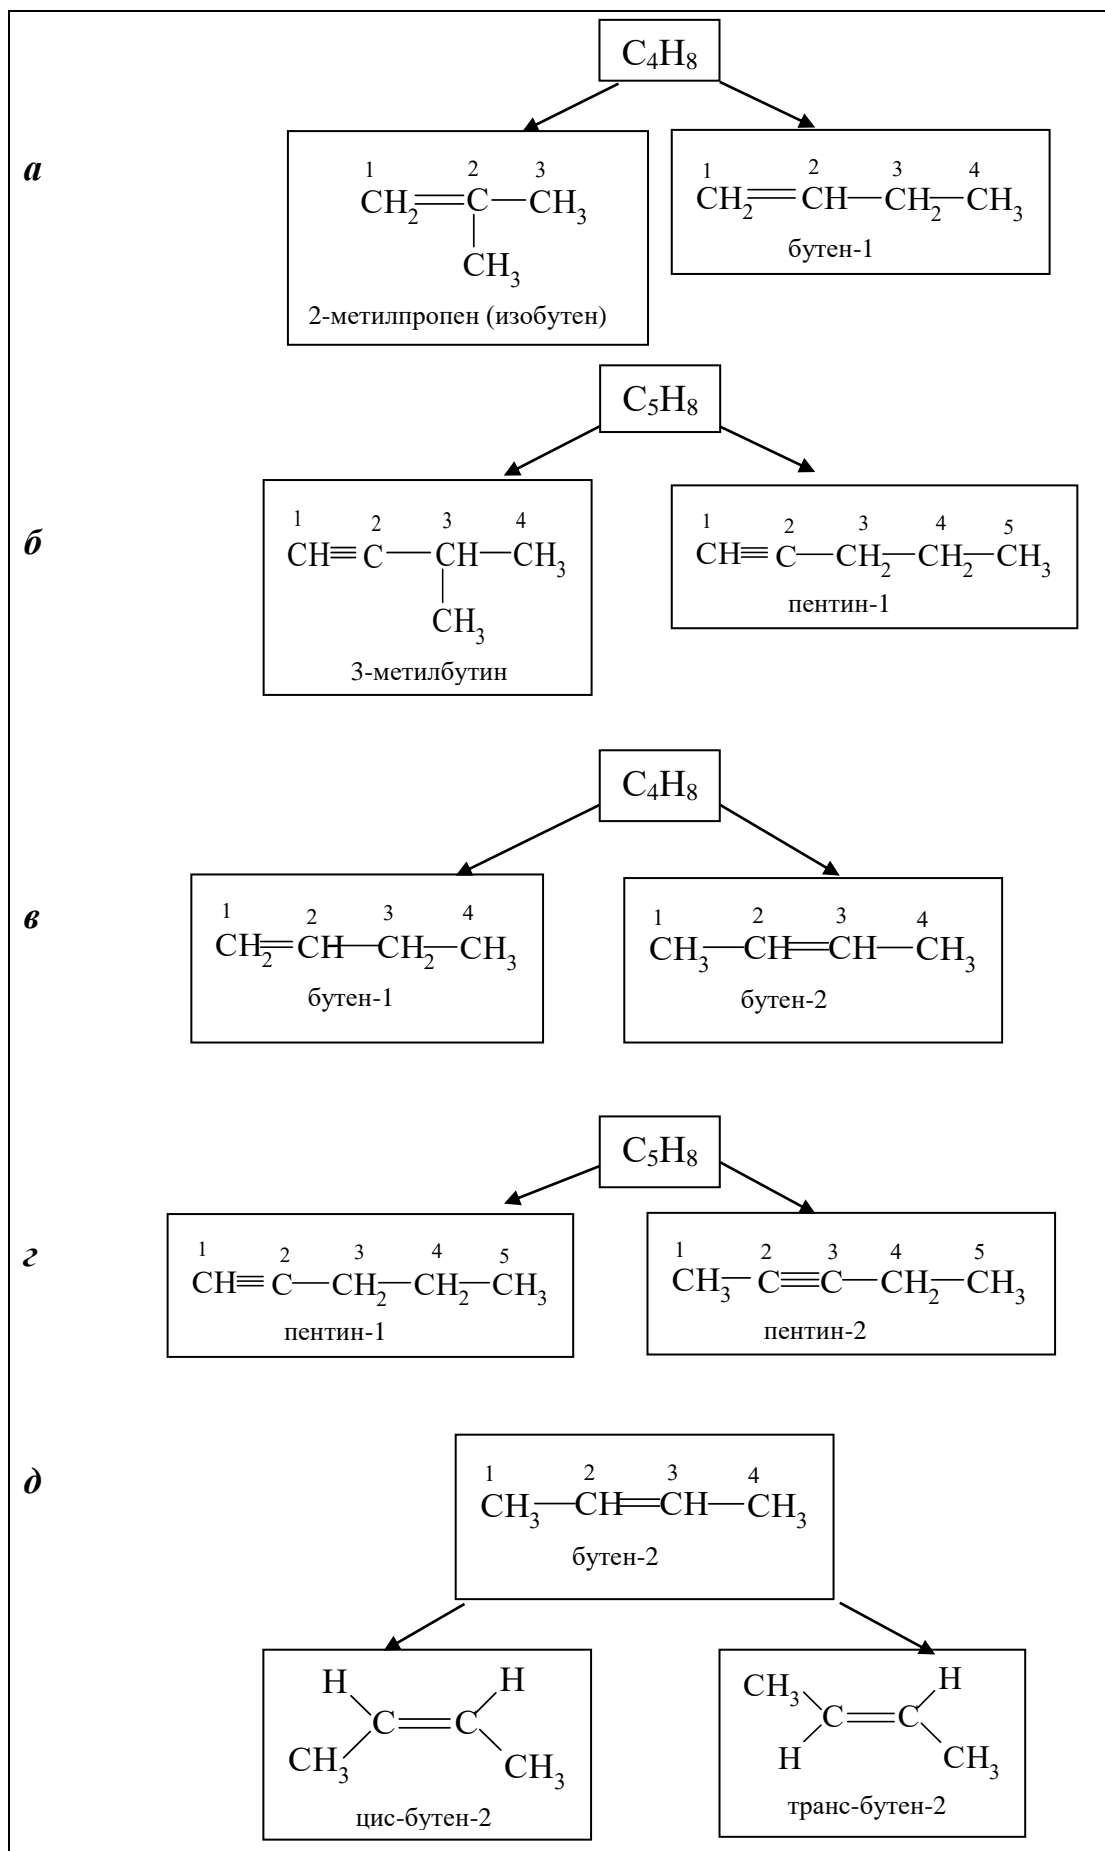 C₄H₈
а
1 2 3
CH₂=C—CH₃
CH₃
2-метилпропен (изобутен)
1 2 3 4
CH₂=CH—CH₂—CH₃
бутен-1
C₅H₈
б
1 2 3 4
CH≡C—CH—CH₃
CH₃
3-метилбутин
1 2 3 4 5
CH≡C—CH₂—CH₂—CH₃
пентин-1
C₄H₈
в
1 2 3 4
CH₂=CH—CH₂—CH₃
бутен-1
1 2 3 4
CH₃—CH=CH—CH₃
бутен-2
C₅H₈
г
1 2 3 4 5
CH≡C—CH₂—CH₂—CH₃
пентин-1
1 2 3 4 5
CH₃—C≡C—CH₂—CH₃
пентин-2
д
1 2 3 4
CH₃—CH=CH—CH₃
бутен-2
H H
C=C
CH₃ CH₃
цис-бутен-2
CH₃ H
C=C
H CH₃
транс-бутен-2